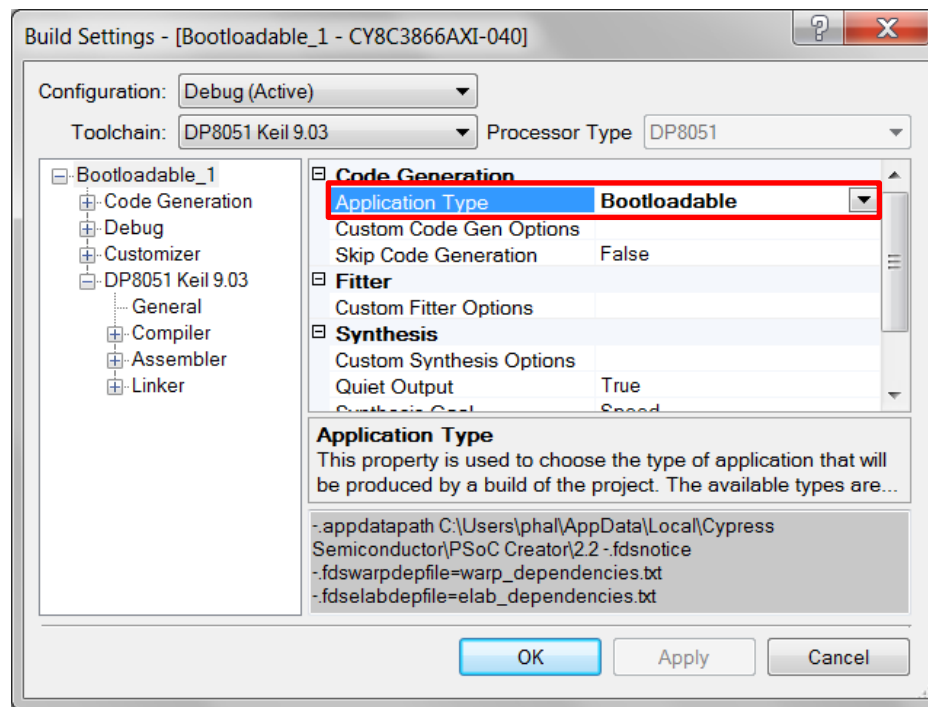 Build Settings - [Bootloadable_1 - CY8C3866AXI-040]
Configuration: Debug (Active)
Toolchain: DP8051 Keil 9.03 Processor Type DP8051
Bootloadable_1
Code Generation
Debug
Customizer
DP8051 Keil 9.03
General
Compiler
Assembler
Linker
Code Generation
Application Type Bootloadable
Custom Code Gen Options
Skip Code Generation False
Fitter
Custom Fitter Options
Synthesis
Custom Synthesis Options
Quiet Output True
Synthesis Goal Speed
Application Type
This property is used to choose the type of application that will
be produced by a build of the project. The available types are...
-.appdatapath C:\Users\phal\AppData\Local\Cypress
Semiconductor\PSoC Creator\2.2 -.fdsnotice
-.fdswarpdepfile=warp_dependencies.txt
-.fdselabdepfile=elab_dependencies.txt
OK Apply Cancel